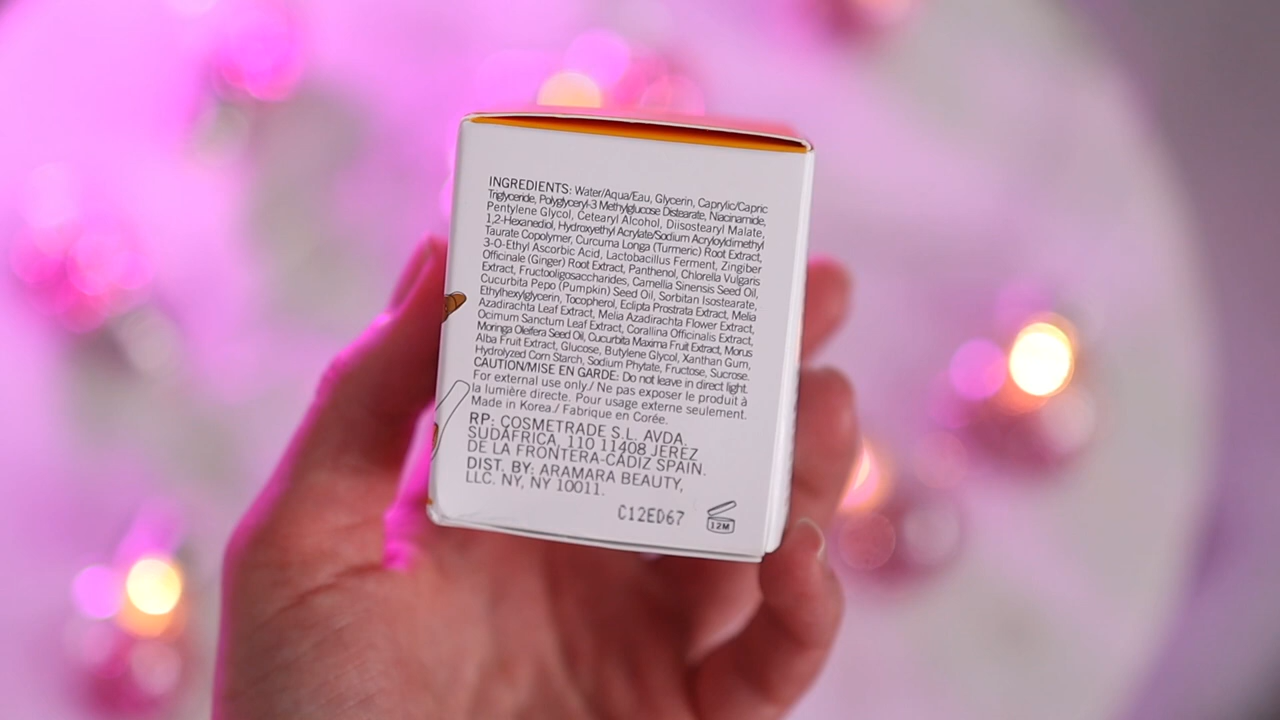 INGREDIENTS: Water/Aqua/Eau, Glycerin, Caprylic/Capric
Triglyceride, Polyglyceryl-3 Methylglucose Distearate, Niacinamide,
Pentylene Glycol, Cetearyl Alcohol, Diisostearyl Malate,
1,2-Hexanediol, Hydroxyethyl Acrylate/Sodium Acryloyldimethyl
Taurate Copolymer, Curcuma Longa (Turmeric) Root Extract,
3-O-Ethyl Ascorbic Acid, Lactobacillus Ferment, Zingiber
Officinale (Ginger) Root Extract, Panthenol, Chlorella Vulgaris
Extract, Fructooligosaccharides, Camellia Sinensis Seed Oil,
Cucurbita Pepo (Pumpkin) Seed Oil, Sorbitan Isostearate,
Ethylhexylglycerin, Tocopherol, Eclipta Prostrata Extract, Melia
Azadirachta Leaf Extract, Melia Azadirachta Flower Extract,
Ocimum Sanctum Leaf Extract, Corallina Officinalis Extract,
Moringa Oleifera Seed Oil, Cucurbita Maxima Fruit Extract, Morus
Alba Fruit Extract, Glucose, Butylene Glycol, Xanthan Gum,
Hydrolyzed Corn Starch, Sodium Phytate, Fructose, Sucrose.
CAUTION/MISE EN GARDE: Do not leave in direct light.
For external use only./ Ne pas exposer le produit à
la lumière directe. Pour usage externe seulement.
Made in Korea./ Fabrique en Corée.
RP: COSMETRADE S.L. AVDA.
SUDÁFRICA, 110 11408 JEREZ
DE LA FRONTERA-CÁDIZ SPAIN.
DIST. BY: ARAMARA BEAUTY,
LLC. NY, NY 10011.
C12ED67
12M